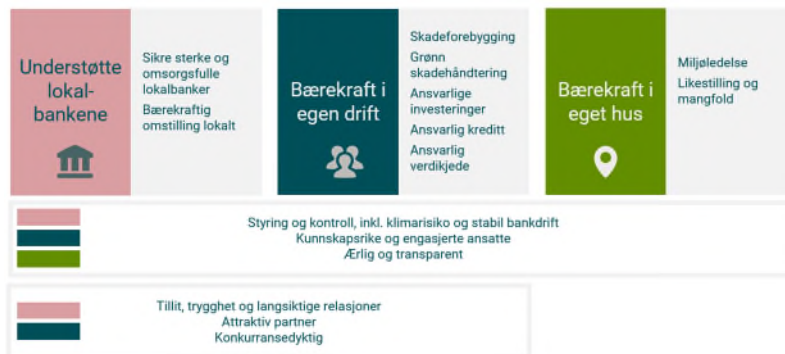 Understøtte
lokal-
bankene
Sikre sterke og
omsorgsfulle
lokalbanker
Bærekraftig
omstilling lokalt
Bærekraft i
egen drift
Skadeforebygging
Grønn
skadehåndtering
Ansvarlige
investeringer
Ansvarlig kreditt
Ansvarlig
verdikjede
Bærekraft i
eget hus
Miljøledelse
Likestilling og
mangfold
Styring og kontroll, inkl. klimarisiko og stabil bankdrift
Kunnskapsrike og engasjerte ansatte
Ærlig og transparent
Tillit, trygghet og langsiktige relasjoner
Attraktiv partner
Konkurransedyktig